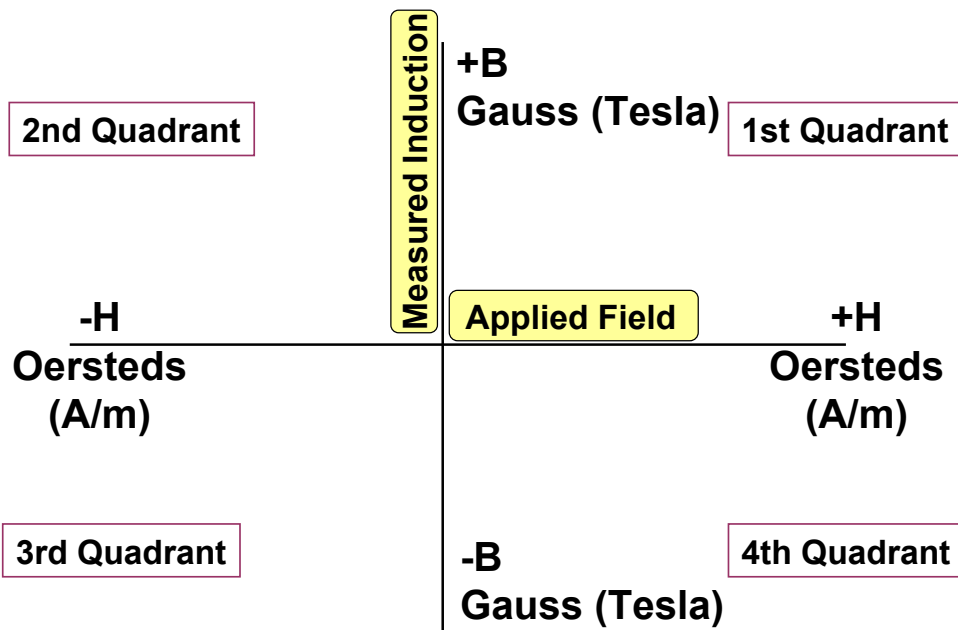 Measured Induction
+B
Gauss (Tesla)
2nd Quadrant
1st Quadrant
-H
Oersteds
(A/m)
Applied Field
+H
Oersteds
(A/m)
3rd Quadrant
-B
Gauss (Tesla)
4th Quadrant